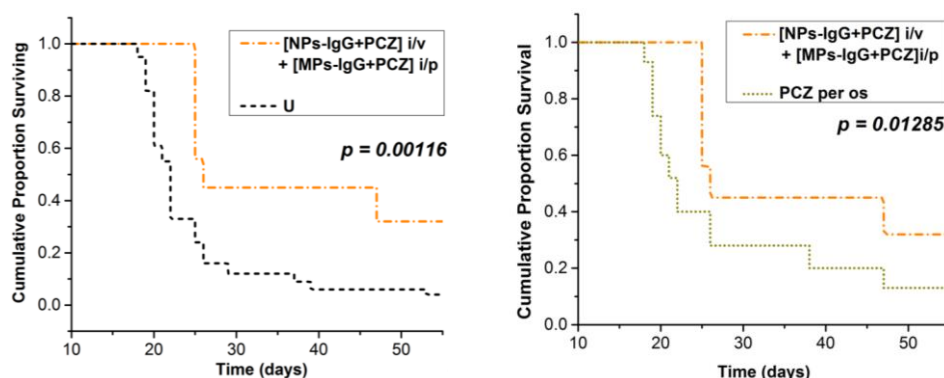 [NPs-IgG+PCZ] i/v
+ [MPs-IgG+PCZ] i/p
U
p = 0.00116
Cumulative Proportion Surviving
1.0
0.8
0.6
0.4
0.2
0.0
10 20 30 40 50
Time (days)
[NPs-IgG+PCZ] i/v
+ [MPs-IgG+PCZ]i/p
PCZ per os
p = 0.01285
Cumulative Proportion Survival
1.0
0.8
0.6
0.4
0.2
0.0
10 20 30 40 50
Time (days)